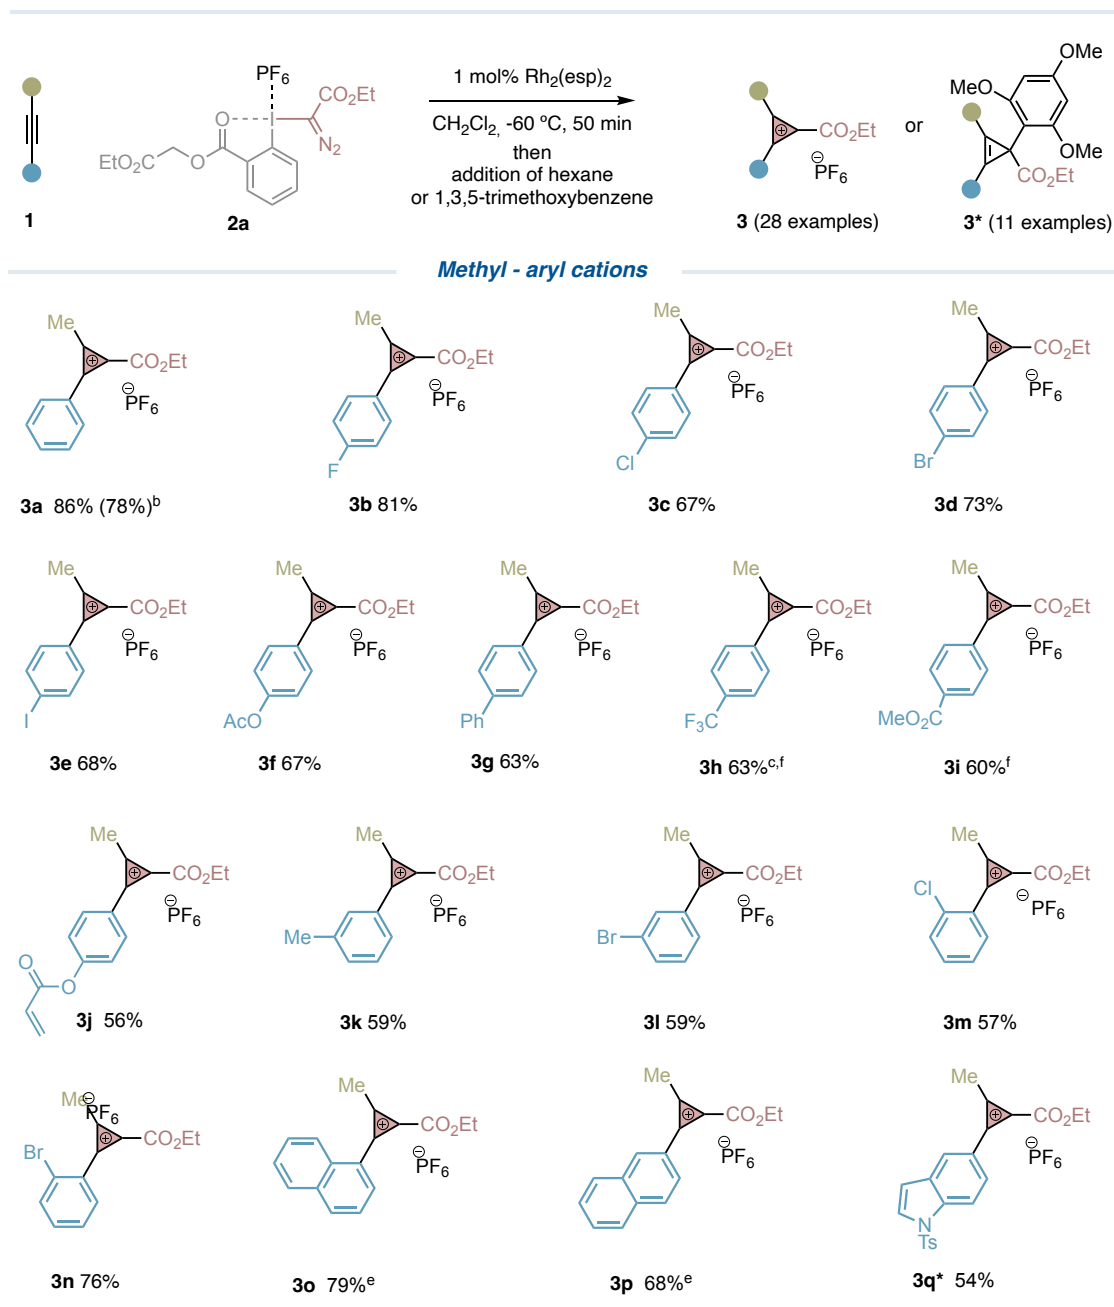 PF6
CO2Et
O
I
N2
EtO2C
O
1
2a
1 mol% Rh2(esp)2
CH2Cl2, -60 ºC, 50 min
then
addition of hexane
or 1,3,5-trimethoxybenzene
⊕
CO2Et
⊖
PF6
3 (28 examples)
or
OMe
MeO
OMe
CO2Et
3* (11 examples)
Methyl - aryl cations
Me
⊕
CO2Et
⊖
PF6
3a 86% (78%)b
Me
⊕
CO2Et
⊖
PF6
F
3b 81%
Me
⊕
CO2Et
⊖
PF6
Cl
3c 67%
Me
⊕
CO2Et
⊖
PF6
Br
3d 73%
Me
⊕
CO2Et
⊖
PF6
I
3e 68%
Me
⊕
CO2Et
⊖
PF6
AcO
3f 67%
Me
⊕
CO2Et
⊖
PF6
Ph
3g 63%
Me
⊕
CO2Et
⊖
PF6
F3C
3h 63%c,f
Me
⊕
CO2Et
⊖
PF6
MeO2C
3i 60%f
Me
⊕
CO2Et
⊖
PF6
O
O
3j 56%
Me
⊕
CO2Et
⊖
PF6
Me
3k 59%
Me
⊕
CO2Et
⊖
PF6
Br
3l 59%
Me
⊕
CO2Et
⊖
PF6
Cl
3m 57%
Me
⊖
PF6
⊕
CO2Et
Br
3n 76%
Me
⊕
CO2Et
⊖
PF6
3o 79%e
Me
⊕
CO2Et
⊖
PF6
3p 68%e
Me
⊕
CO2Et
⊖
PF6
N
Ts
3q* 54%